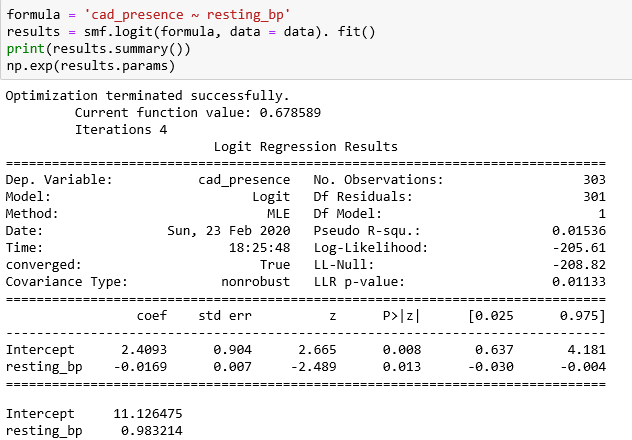 formula = 'cad_presence ~ resting_bp'
results = smf.logit(formula, data = data). fit()
print(results.summary())
np.exp(results.params)
Optimization terminated successfully.
         Current function value: 0.678589
         Iterations 4
                           Logit Regression Results
==============================================================================
Dep. Variable:            cad_presence   No. Observations:                  303
Model:                           Logit   Df Residuals:                      301
Method:                            MLE   Df Model:                            1
Date:                 Sun, 23 Feb 2020   Pseudo R-squ.:                 0.01536
Time:                         18:25:48   Log-Likelihood:                -205.61
converged:                        True   LL-Null:                       -208.82
Covariance Type:             nonrobust   LLR p-value:                   0.01133
==============================================================================
                 coef    std err          z      P>|z|      [0.025      0.975]
------------------------------------------------------------------------------
Intercept      2.4093      0.904      2.665      0.008       0.637       4.181
resting_bp    -0.0169      0.007     -2.489      0.013      -0.030      -0.004
==============================================================================
Intercept     11.126475
resting_bp     0.983214